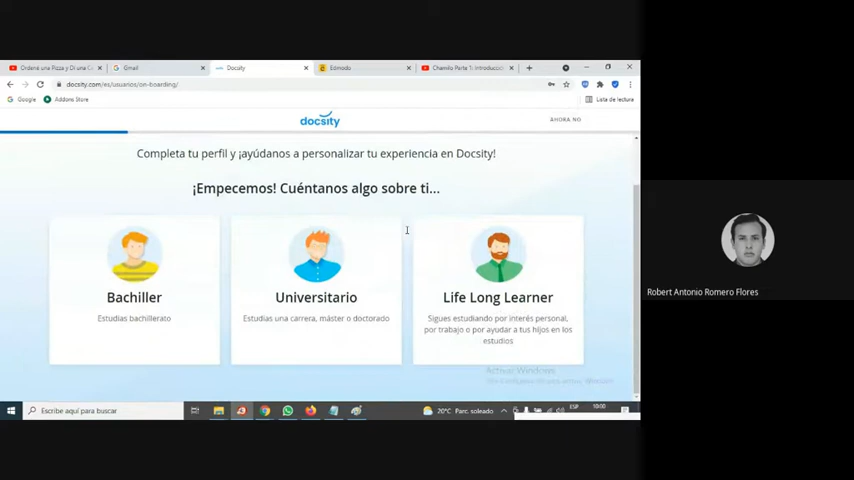 Ordene una Pizza y Di una C
Gmail
Docsity
Edmodo
Chamilo Parte 1: Introducció
docsity.com/es/usuarios/on-boarding/
Google
Addons Store
Lista de lectura
docsity
AHORA NO
Completa tu perfil y ¡ayúdanos a personalizar tu experiencia en Docsity!
¡Empecemos! Cuéntanos algo sobre ti...
Bachiller
Estudias bachillerato
Universitario
Estudias una carrera, máster o doctorado
Life Long Learner
Sigues estudiando por interés personal,
por trabajo o por ayudar a tus hijos en los
estudios
Activar Windows
Robert Antonio Romero Flores
Escribe aquí para buscar
20°C Parc. soleado
ESP
10:00